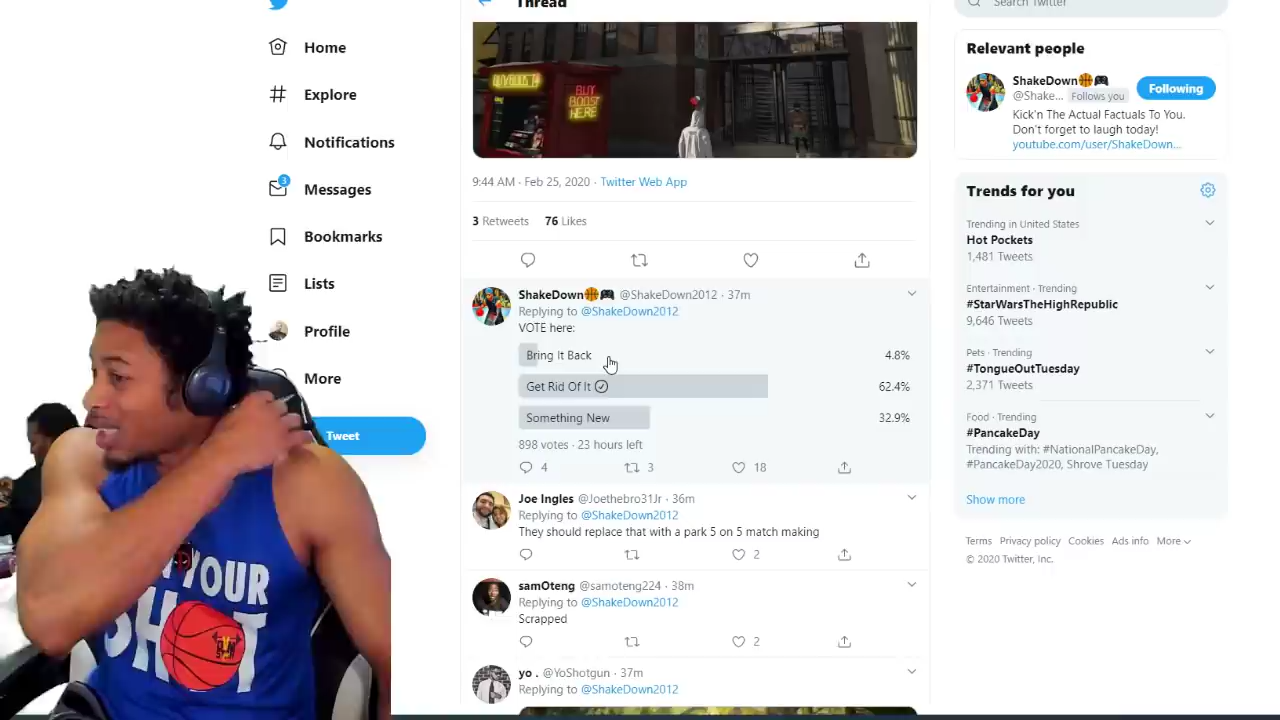 Home
Explore
Notifications
3
Messages
Bookmarks
Lists
Profile
More
Tweet
Thread
BUY BOOST
BUY
BOOST
HERE
9:44 AM · Feb 25, 2020 · Twitter Web App
3 Retweets 76 Likes
ShakeDown🏀🎮 @ShakeDown2012 · 37m
Replying to @ShakeDown2012
VOTE here:
Bring It Back 4.8%
Get Rid Of It 62.4%
Something New 32.9%
898 votes · 23 hours left
4 3 18
Joe Ingles @Joethebro31Jr · 36m
Replying to @ShakeDown2012
They should replace that with a park 5 on 5 match making
2
samOteng @samoteng224 · 38m
Replying to @ShakeDown2012
Scrapped
2
yo . @YoShotgun · 37m
Replying to @ShakeDown2012
Search Twitter
Relevant people
ShakeDown🏀🎮
@Shake... Follows you
Following
Kick'n The Actual Factuals To You.
Don't forget to laugh today!
youtube.com/user/ShakeDown...
Trends for you
Trending in United States
Hot Pockets
1,481 Tweets
Entertainment · Trending
#StarWarsTheHighRepublic
9,646 Tweets
Pets · Trending
#TongueOutTuesday
2,371 Tweets
Food · Trending
#PancakeDay
Trending with: #NationalPancakeDay,
#PancakeDay2020, Shrove Tuesday
Show more
Terms Privacy policy Cookies Ads info More
© 2020 Twitter, Inc.
YOUR
SHOT